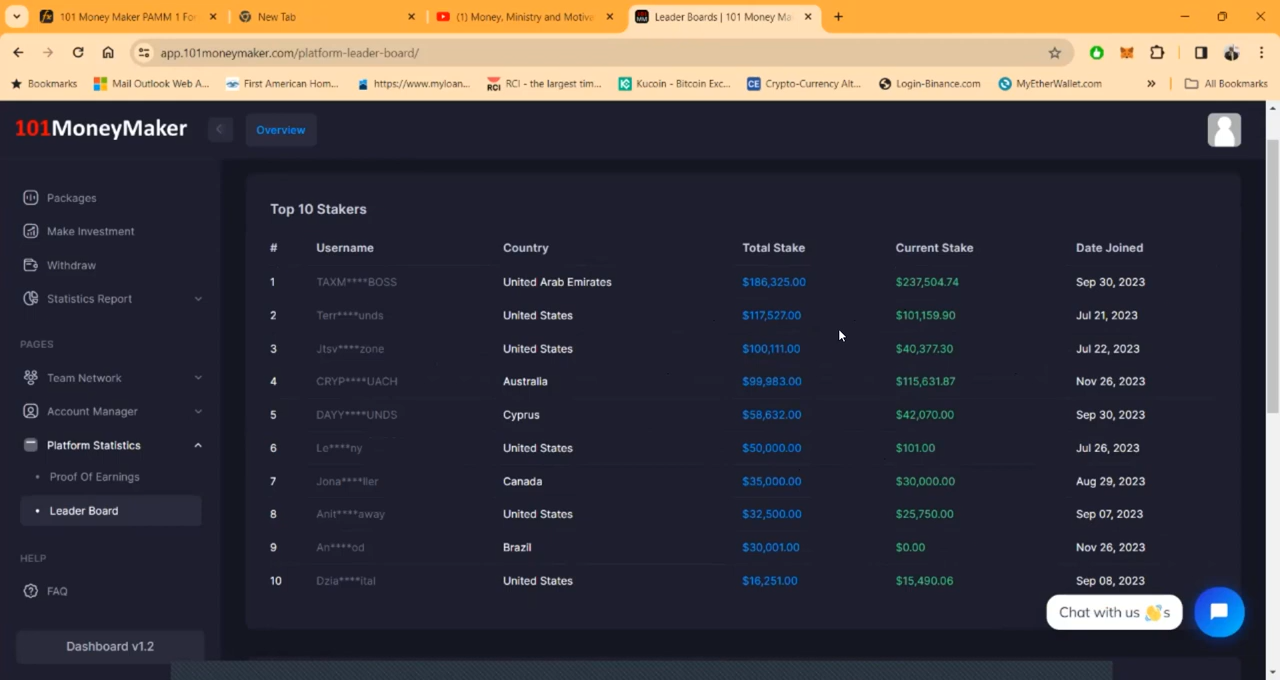 101 Money Maker PAMM 1 For
New Tab
(1) Money, Ministry and Motiva
Leader Boards | 101 Money Ma
app.101moneymaker.com/platform-leader-board/
Bookmarks
Mail Outlook Web A...
First American Hom...
https://www.myloan...
RCI RCI - the largest tim...
Kucoin - Bitcoin Exc...
CE Crypto-Currency Alt...
Login-Binance.com
MyEtherWallet.com
»
All Bookmarks
101MoneyMaker
Overview
Packages
Make Investment
Withdraw
Statistics Report
PAGES
Team Network
Account Manager
Platform Statistics
Proof Of Earnings
Leader Board
HELP
FAQ
Dashboard v1.2
Top 10 Stakers
# Username Country Total Stake Current Stake Date Joined
1 TAXM****BOSS United Arab Emirates $186,325.00 $237,504.74 Sep 30, 2023
2 Terr****unds United States $117,527.00 $101,159.90 Jul 21, 2023
3 Jtsv****zone United States $100,111.00 $40,377.30 Jul 22, 2023
4 CRYP****UACH Australia $99,983.00 $115,631.87 Nov 26, 2023
5 DAYY****UNDS Cyprus $58,632.00 $42,070.00 Sep 30, 2023
6 Le****ny United States $50,000.00 $101.00 Jul 26, 2023
7 Jona****ller Canada $35,000.00 $30,000.00 Aug 29, 2023
8 Anit****away United States $32,500.00 $25,750.00 Sep 07, 2023
9 An****od Brazil $30,001.00 $0.00 Nov 26, 2023
10 Dzia****ital United States $16,251.00 $15,490.06 Sep 08, 2023
Chat with us 👋s